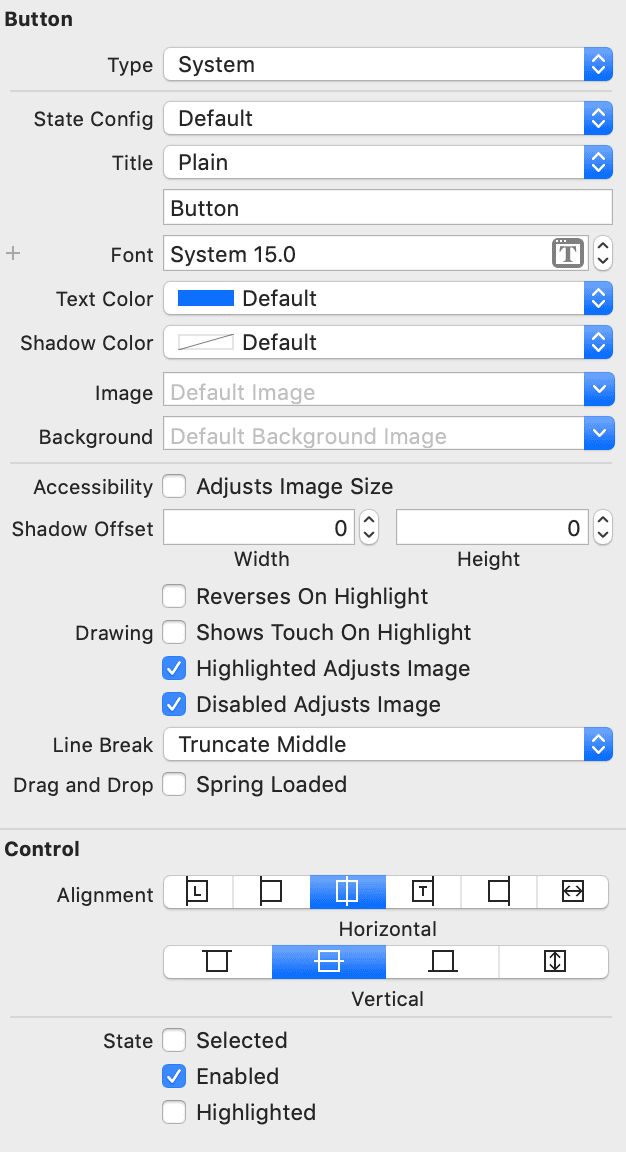 Button
Type System
State Config Default
Title Plain
Button
+ Font System 15.0 T
Text Color Default
Shadow Color Default
Image Default Image
Background Default Background Image
Accessibility Adjusts Image Size
Shadow Offset 0 0
Width Height
Reverses On Highlight
Drawing Shows Touch On Highlight
Highlighted Adjusts Image
Disabled Adjusts Image
Line Break Truncate Middle
Drag and Drop Spring Loaded
Control
Alignment L T
Horizontal
Vertical
State Selected
Enabled
Highlighted